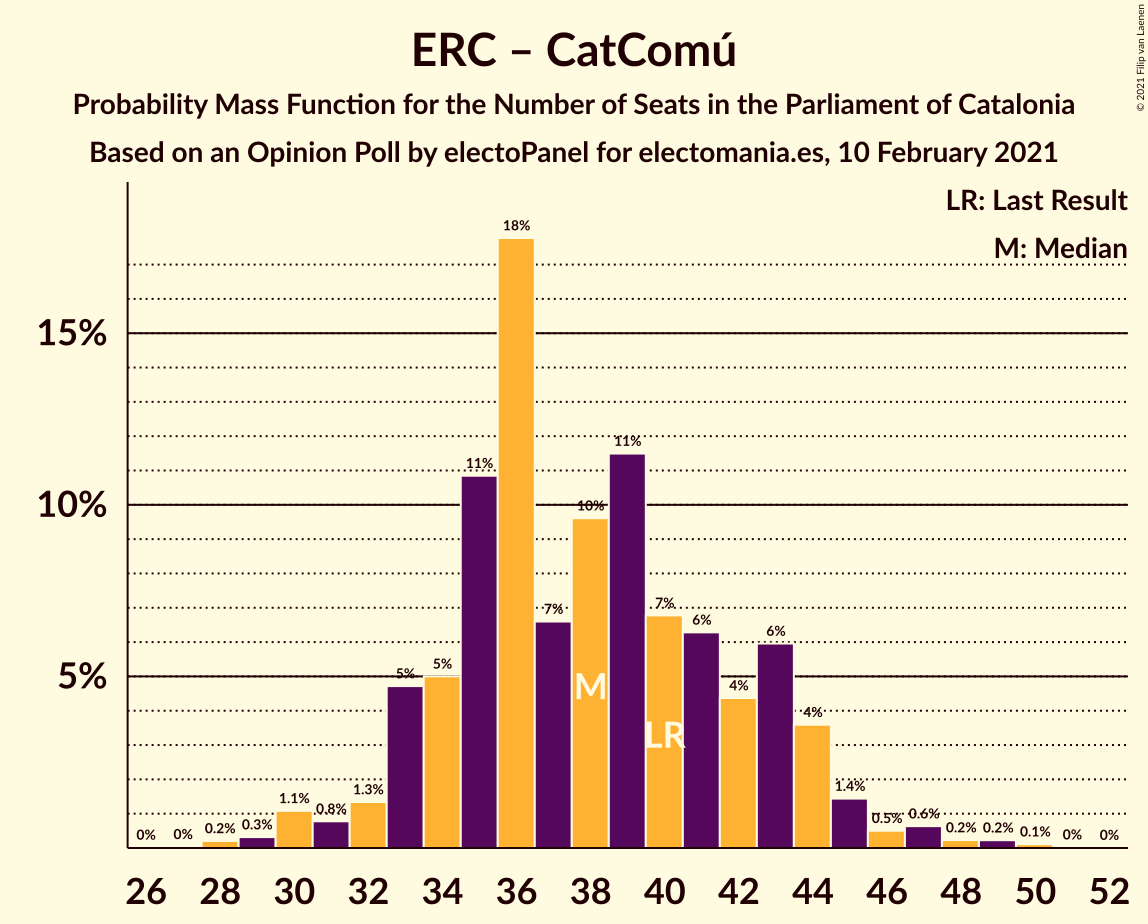 © 2021 Filip van Laenen
ERC – CatComú
Probability Mass Function for the Number of Seats in the Parliament of Catalonia
Based on an Opinion Poll by electoPanel for electomania.es, 10 February 2021
LR: Last Result
M: Median
15%
10%
5%
0% 0% 0.2% 0.3% 1.1% 0.8% 1.3% 5% 5% 11% 18% 7% 10% 11% 7% 6% 4% 6% 4% 1.4% 0.5% 0.6% 0.2% 0.2% 0.1% 0% 0%
M
LR
26 28 30 32 34 36 38 40 42 44 46 48 50 52